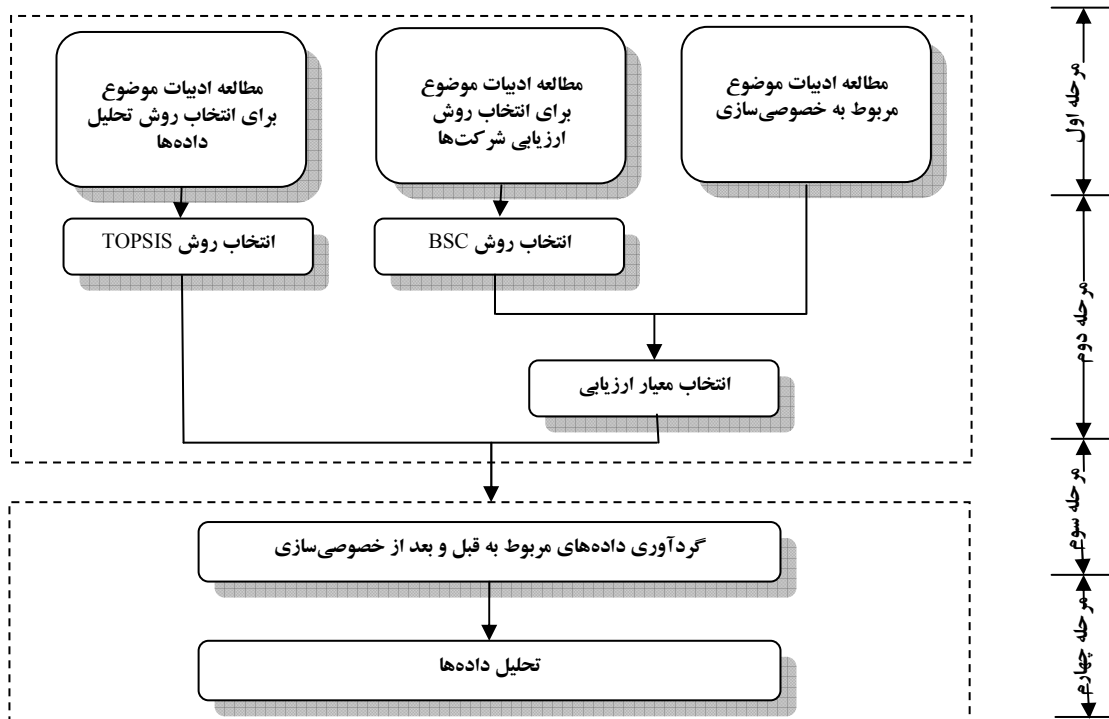 مطالعه ادبیات موضوع
مربوط به خصوصی‌سازی
مطالعه ادبیات موضوع
برای انتخاب روش
ارزیابی شرکت‌ها
مطالعه ادبیات موضوع
برای انتخاب روش تحلیل
داده‌ها
مرحله اول
انتخاب روش BSC
انتخاب روش TOPSIS
انتخاب معیار ارزیابی
مرحله دوم
گردآوری داده‌های مربوط به قبل و بعد از خصوصی‌سازی
مرحله سوم
تحلیل داده‌ها
مرحله چهارم